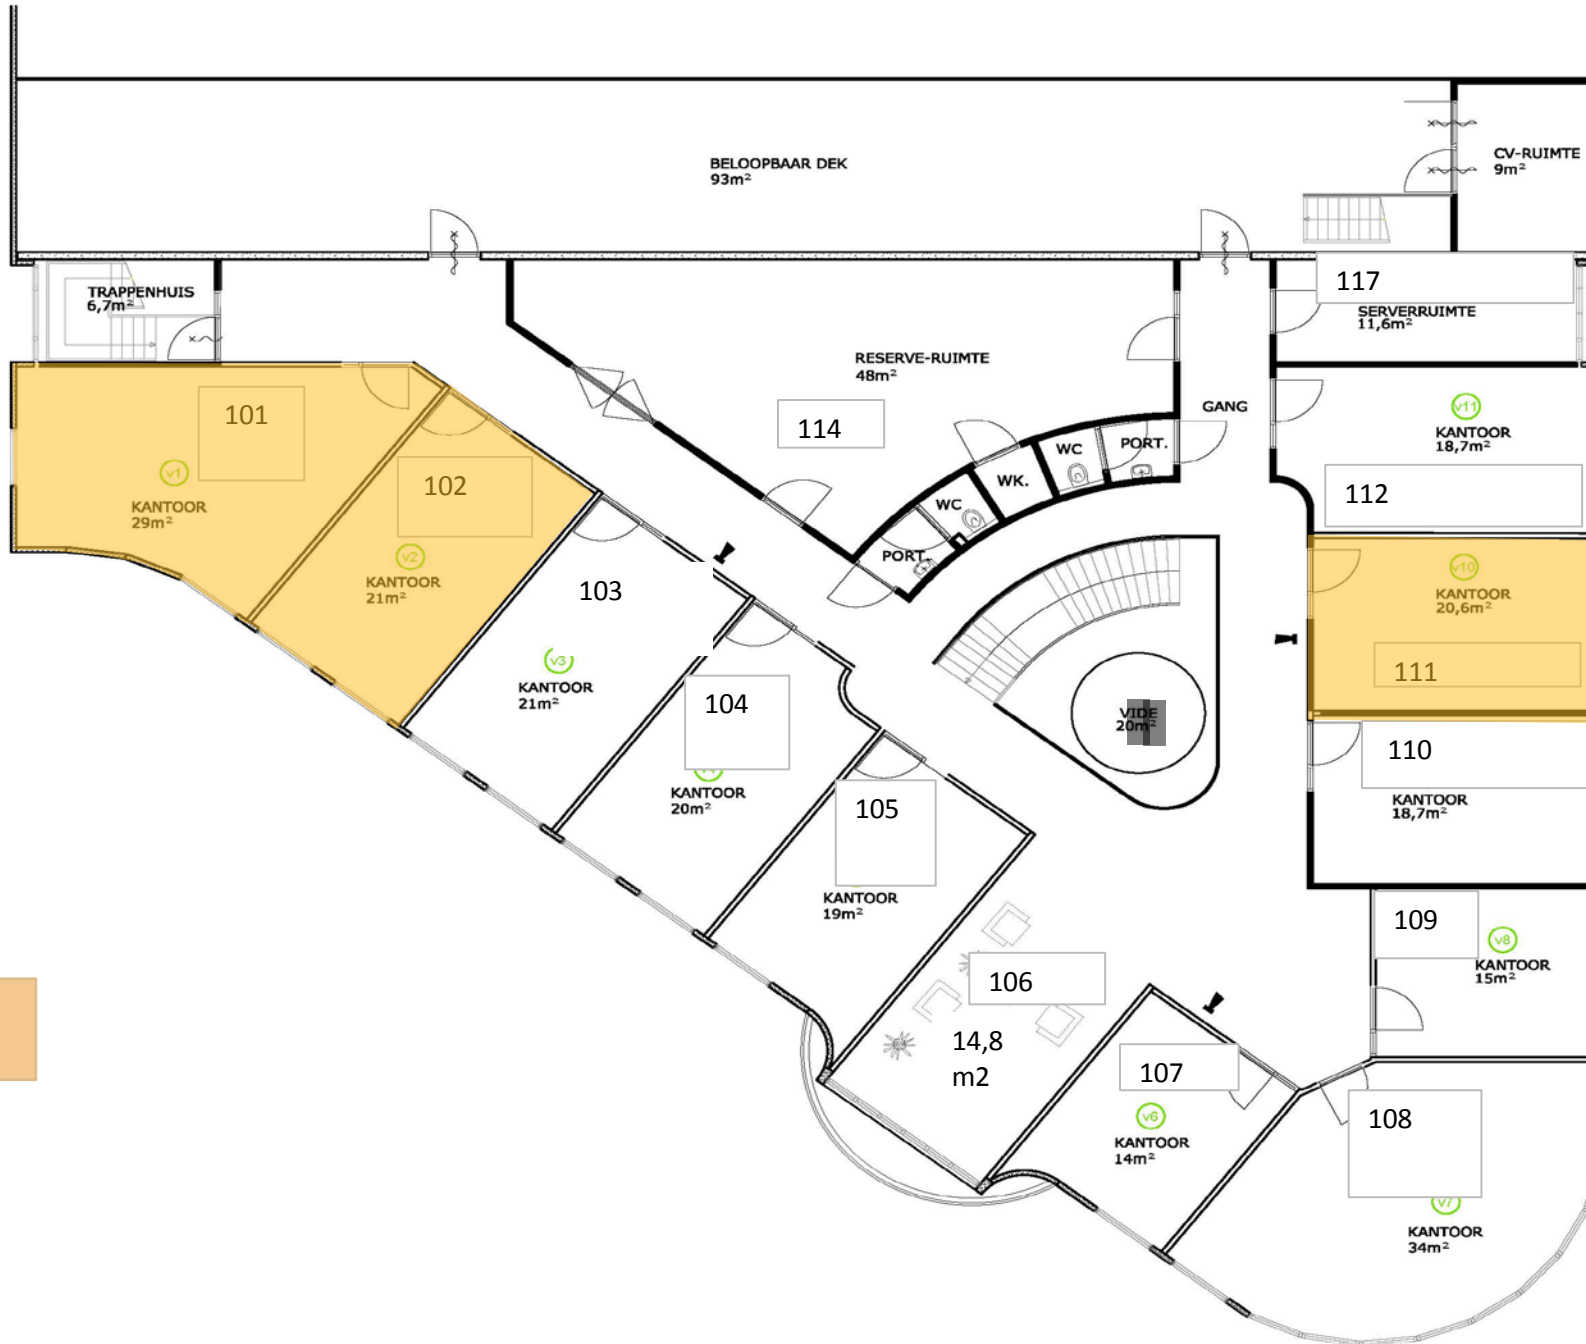 BELOOPBAAR DEK
93m²
CV-RUIMTE
9m²
TRAPPENHUIS
6,7m²
117
SERVERRUIMTE
11,6m²
RESERVE-RUIMTE
48m²
114
GANG
v11
KANTOOR
18,7m²
112
101
v1
KANTOOR
29m²
102
v2
KANTOOR
21m²
WC
PORT.
WK.
WC
PORT.
103
v3
KANTOOR
21m²
v10
KANTOOR
20,6m²
111
104
KANTOOR
20m²
VIDE
20m²
110
KANTOOR
18,7m²
105
KANTOOR
19m²
109
v8
KANTOOR
15m²
106
14,8
m2
107
v6
KANTOOR
14m²
108
v7
KANTOOR
34m²